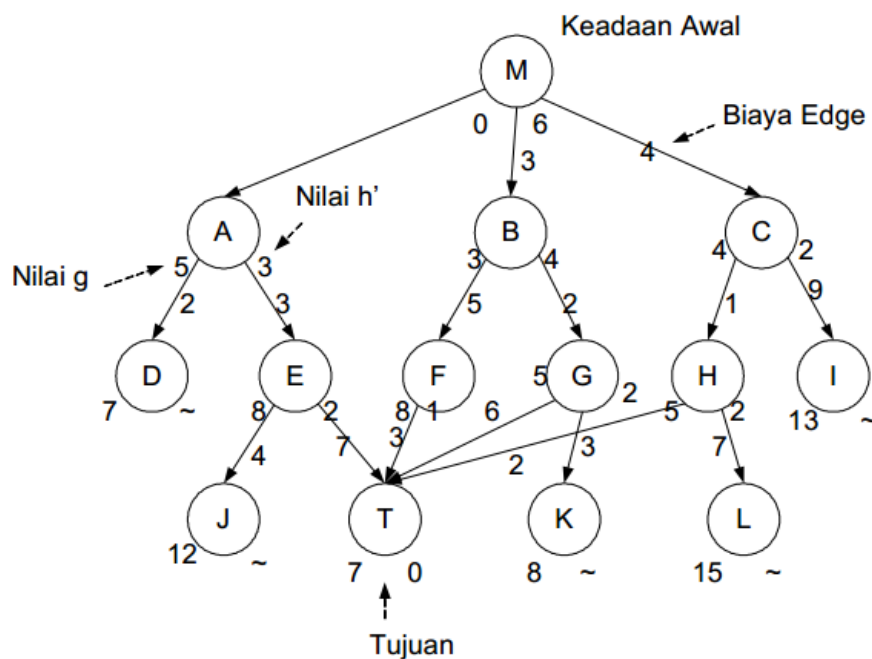 Keadaan Awal
M
0 6
Biaya Edge
3
4
Nilai h'
A
B
C
Nilai g
5 3
3 4
4 2
2 3
5 2
1 9
D
E
F
G
H
I
5 2
7 ~
8 2
8 1
6
5 2
13 ~
4 7
3
2
3 7
J
T
K
L
12 ~
7 0
8 ~
15 ~
Tujuan